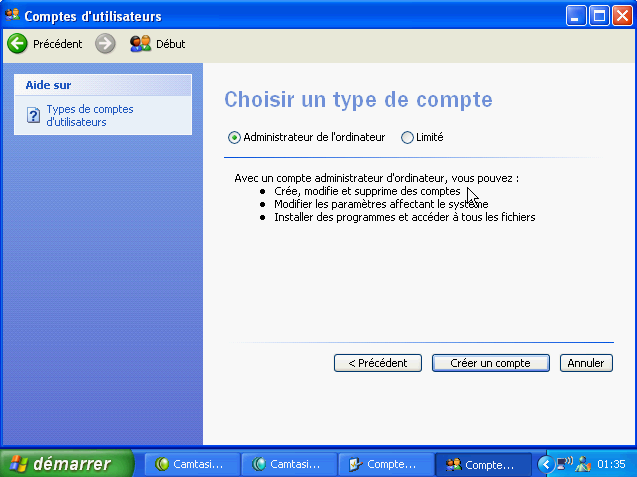 Comptes d'utilisateurs
Précédent
Début
Aide sur
Types de comptes
d'utilisateurs
Choisir un type de compte
Administrateur de l'ordinateur
Limité
Avec un compte administrateur d'ordinateur, vous pouvez :
• Crée, modifie et supprime des comptes
• Modifier les paramètres affectant le système
• Installer des programmes et accéder à tous les fichiers
< Précédent
Créer un compte
Annuler
démarrer
Camtasi...
Camtasi...
Compte...
Compte...
01:35